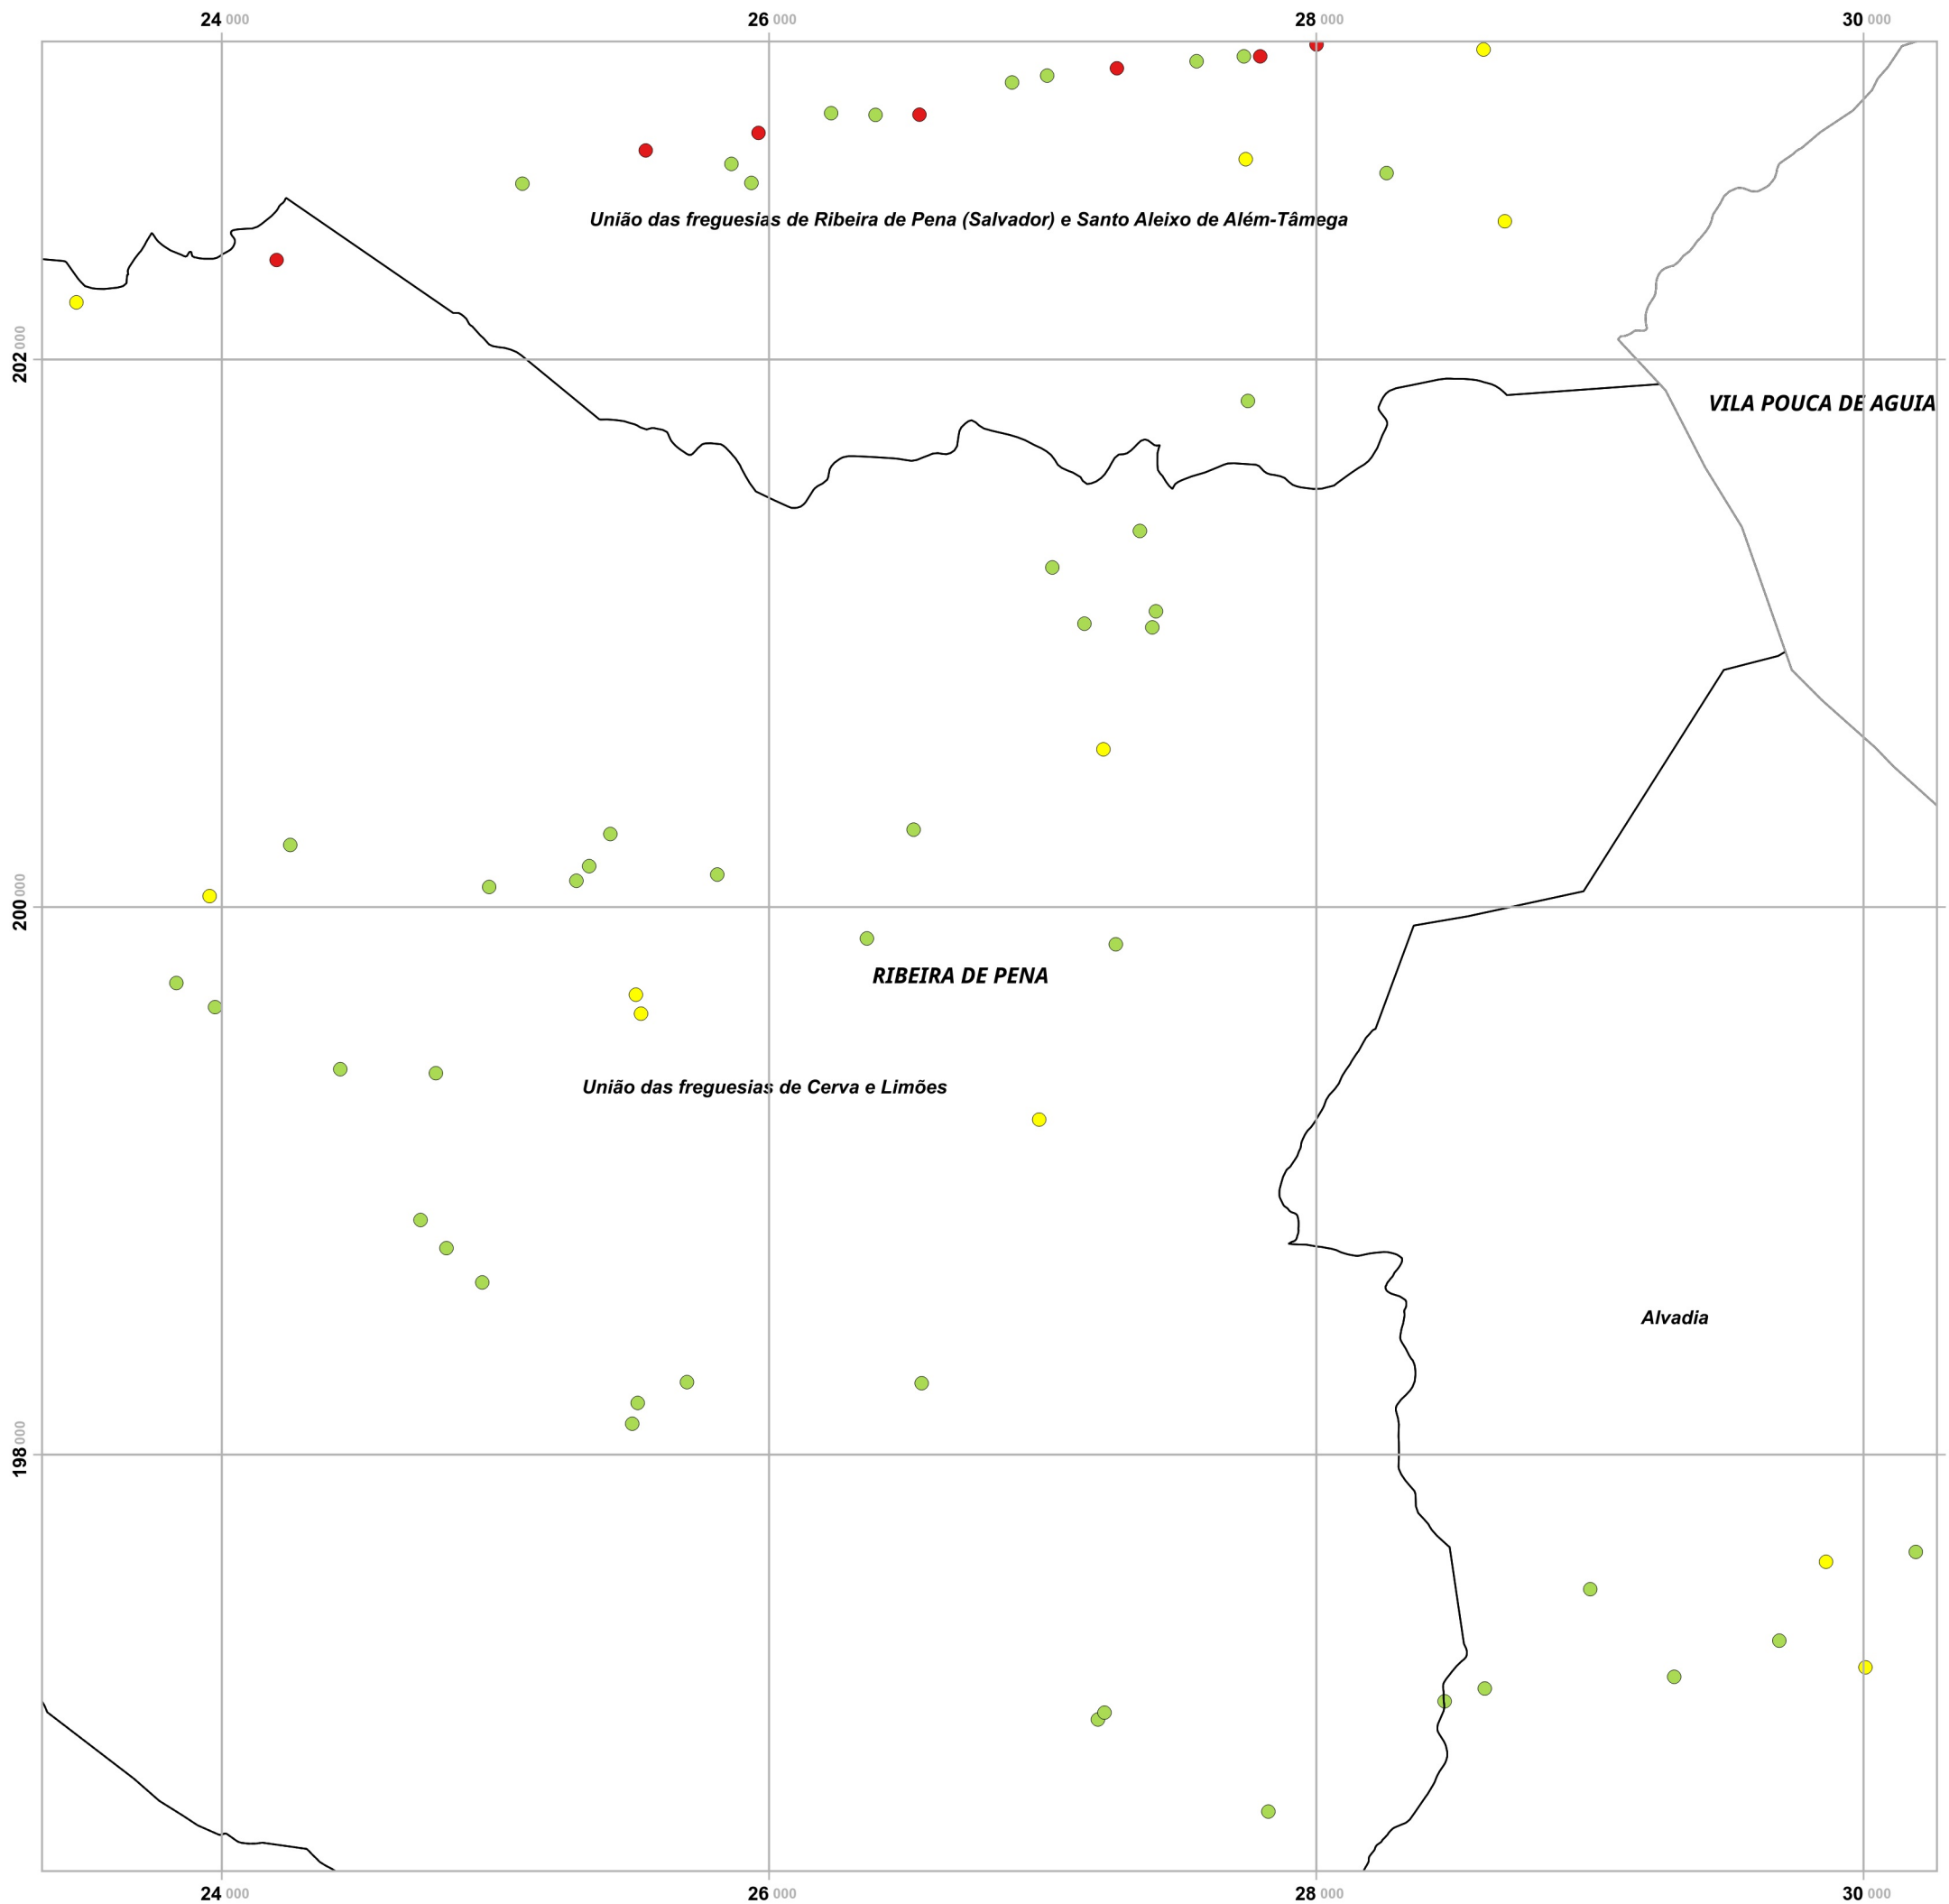 24 000 26 000 28 000 30 000
União das freguesias de Ribeira de Pena (Salvador) e Santo Aleixo de Além-Tâmega
202 000
VILA POUCA DE AGUIA
200 000
RIBEIRA DE PENA
União das freguesias de Cerva e Limões
Alvadia
198 000
24 000 26 000 28 000 30 000